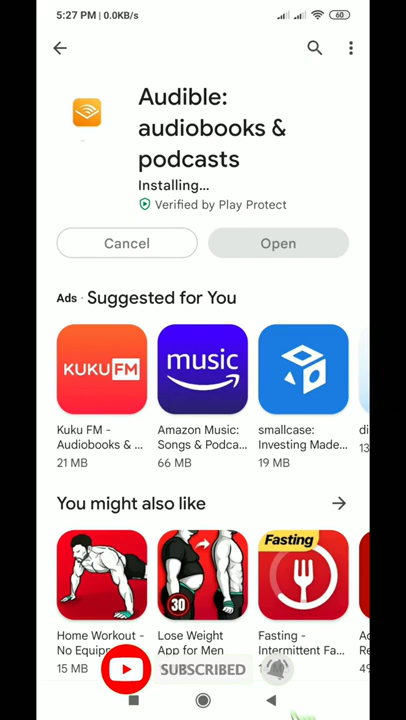 5:27 PM | 0.0KB/s
60
Audible:
audiobooks &
podcasts
Installing...
Verified by Play Protect
Cancel
Open
Ads · Suggested for You
KUKU FM
music
Kuku FM -
Audiobooks & ...
21 MB
Amazon Music:
Songs & Podca...
66 MB
smallcase:
Investing Made...
19 MB
You might also like
30
Fasting
Home Workout -
No Equip
15 MB
Lose Weight
App for Men
Fasting -
Intermittent Fa...
SUBSCRIBED